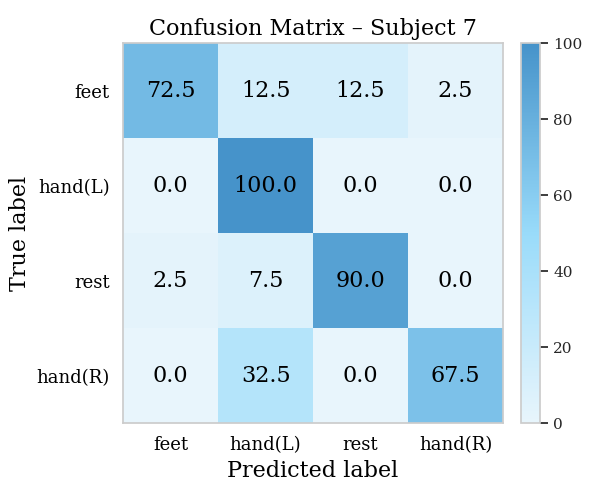 Confusion Matrix – Subject 7
True label
feet 72.5 12.5 12.5 2.5
hand(L) 0.0 100.0 0.0 0.0
rest 2.5 7.5 90.0 0.0
hand(R) 0.0 32.5 0.0 67.5
feet hand(L) rest hand(R)
Predicted label
100
80
60
40
20
0